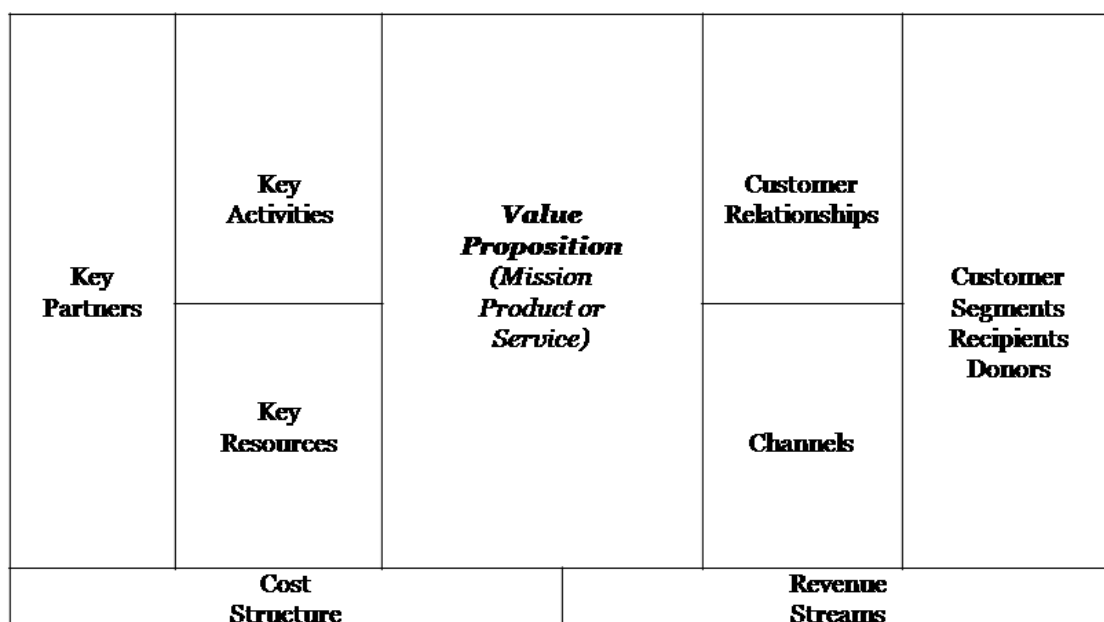 Key
Partners
Key
Activities
Key
Resources
Value
Proposition
(Mission
Product or
Service)
Customer
Relationships
Channels
Customer
Segments
Recipients
Donors
Cost
Structure
Revenue
Streams